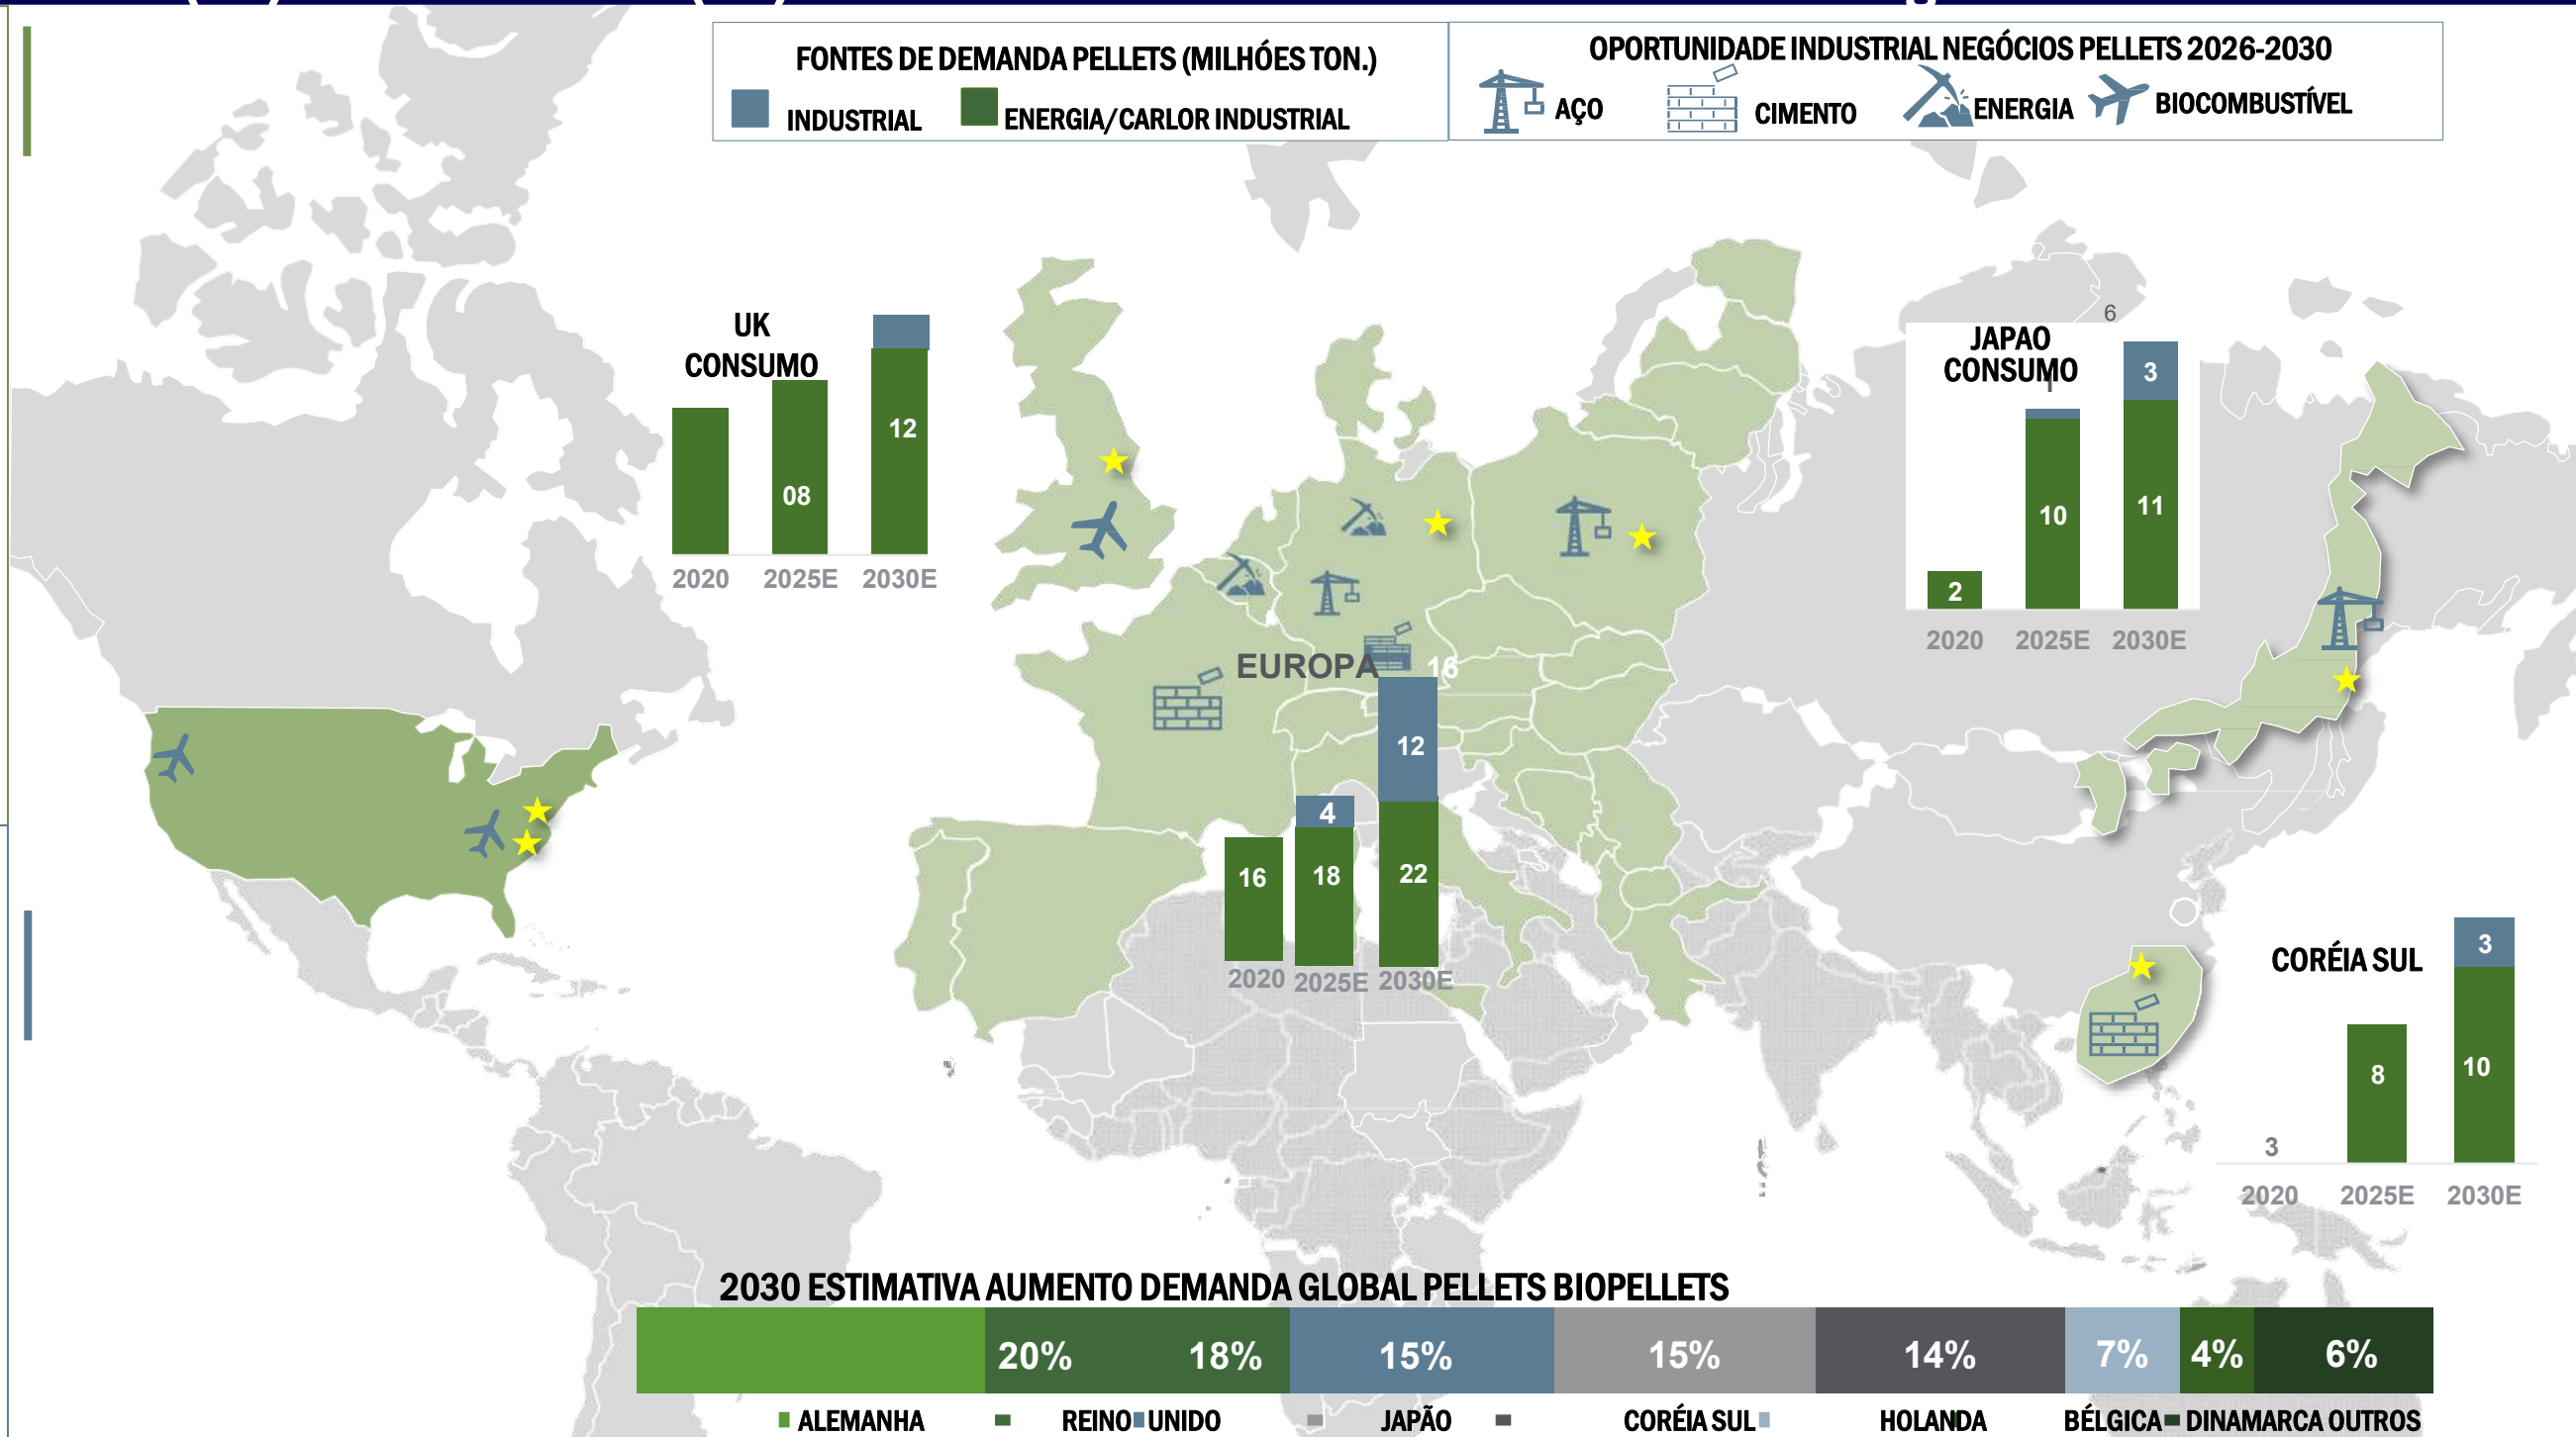 FONTES DE DEMANDA PELLETS (MILHÓES TON.)
INDUSTRIAL
ENERGIA/CARLOR INDUSTRIAL
OPORTUNIDADE INDUSTRIAL NEGÓCIOS PELLETS 2026-2030
AÇO
CIMENTO
ENERGIA
BIOCOMBUSTÍVEL
UK
CONSUMO
08
12
2020 2025E 2030E
6
JAPAO
CONSUMO
1
3
2
10
11
2020 2025E 2030E
EUROPA
16
12
4
16
18
22
2020 2025E 2030E
CORÉIA SUL
3
3
8
10
2020 2025E 2030E
2030 ESTIMATIVA AUMENTO DEMANDA GLOBAL PELLETS BIOPELLETS
20% 18% 15% 15% 14% 7% 4% 6%
ALEMANHA REINO UNIDO JAPÃO CORÉIA SUL HOLANDA BÉLGICA DINAMARCA OUTROS